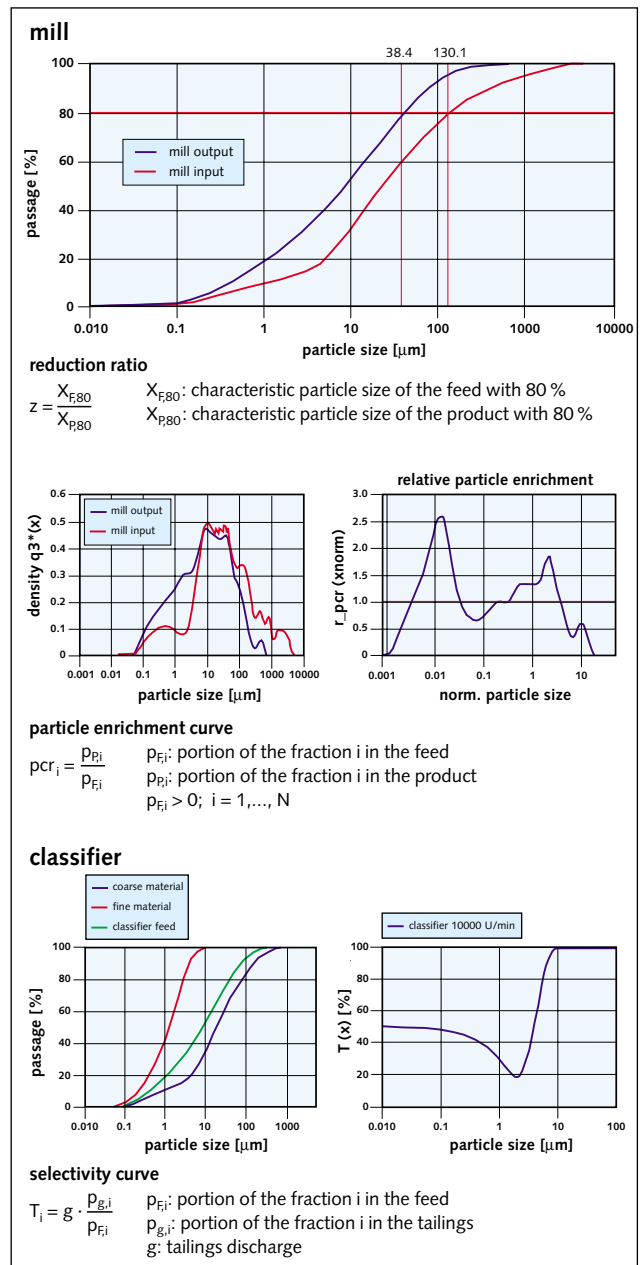 mill
38.4 130.1
passage [%]
100
80
60
40
20
0
mill output
mill input
0.010 0.1 1 10 100 1000 10000
particle size [µm]
reduction ratio
z = X_F,80 / X_P,80
X_F,80: characteristic particle size of the feed with 80 %
X_P,80: characteristic particle size of the product with 80 %
density q3*(x)
0.6
0.5
0.4
0.3
0.2
0.1
0
mill output
mill input
0.001 0.01 0.1 1 10 100 1000 10000
particle size [µm]
relative particle enrichment
r_pcr (xnorm)
3.0
2.5
2.0
1.5
1.0
0.5
0.0
0.001 0.01 0.1 1 10
norm. particle size
particle enrichment curve
pcr_i = p_P,i / p_F,i
p_F,i: portion of the fraction i in the feed
p_P,i: portion of the fraction i in the product
p_F,i > 0; i = 1,..., N
classifier
coarse material
fine material
classifier feed
passage [%]
100
80
60
40
20
0
0.010 0.1 1 10 100 1000
particle size [µm]
classifier 10000 U/min
T (x) [%]
100
80
60
40
20
0
0.010 0.1 1 10 100
particle size [µm]
selectivity curve
T_i = g · p_g,i / p_F,i
p_F,i: portion of the fraction i in the feed
p_g,i: portion of the fraction i in the tailings
g: tailings discharge